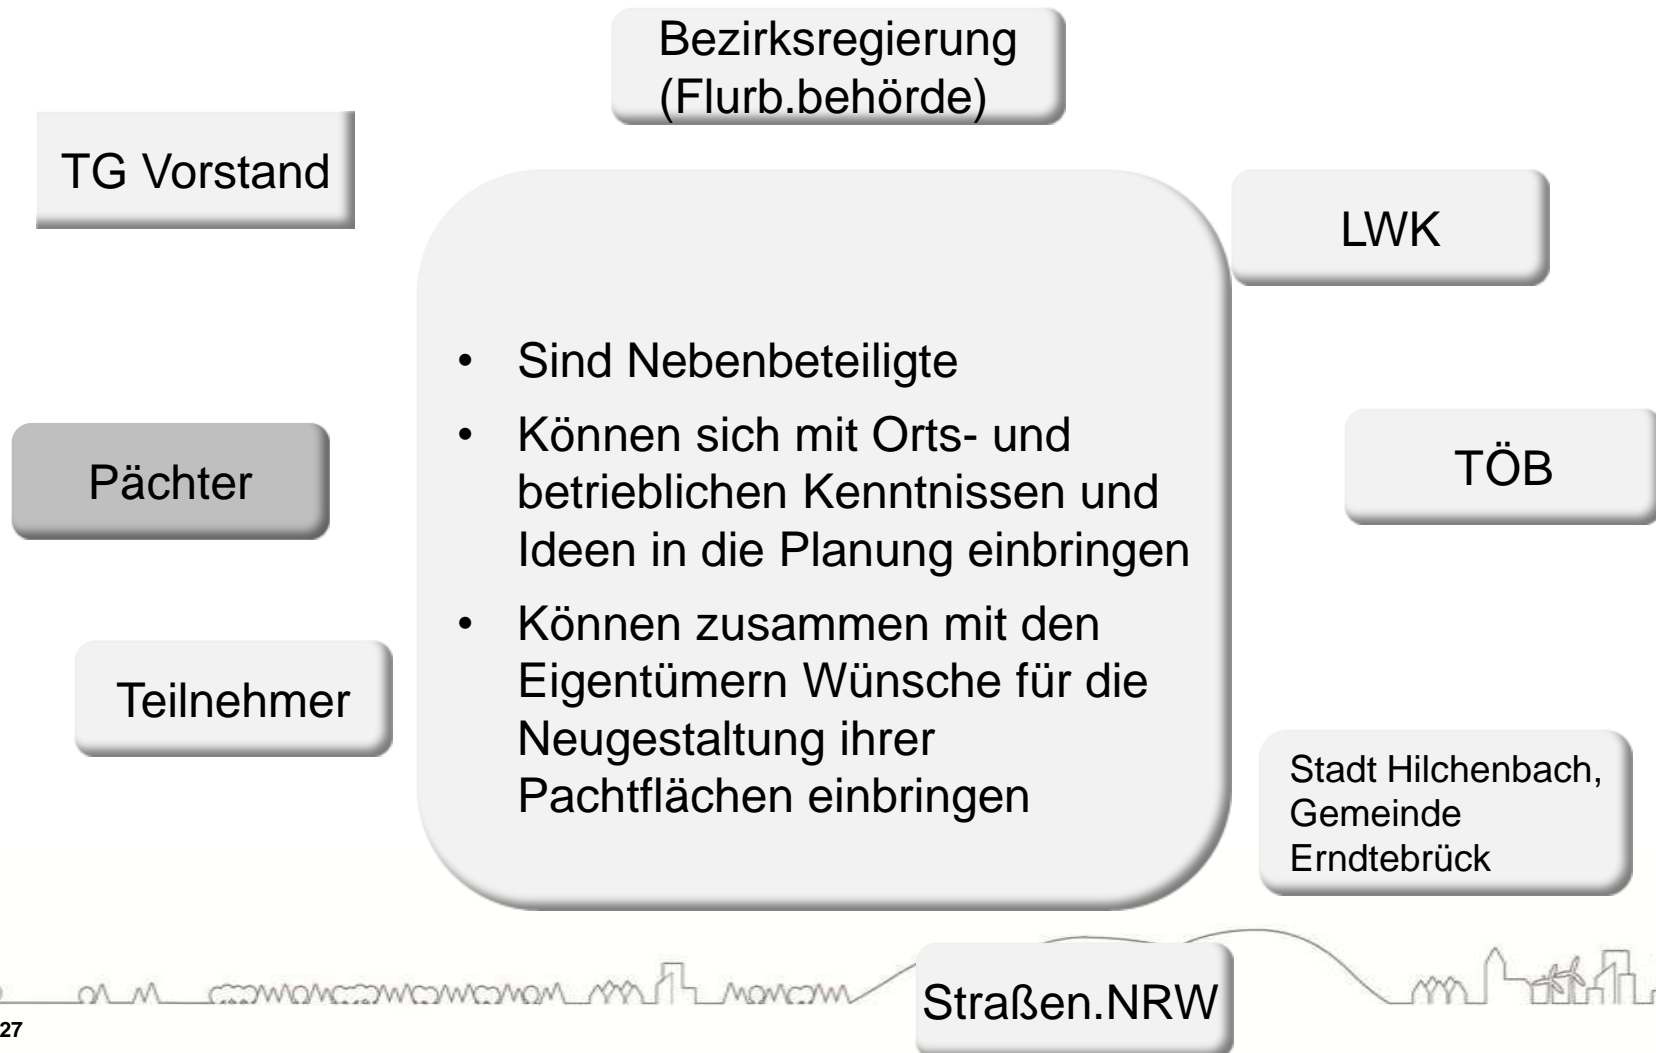 Bezirksregierung
(Flurb.behörde)
TG Vorstand
LWK
• Sind Nebenbeteiligte
• Können sich mit Orts- und
betrieblichen Kenntnissen und
Ideen in die Planung einbringen
• Können zusammen mit den
Eigentümern Wünsche für die
Neugestaltung ihrer
Pachtflächen einbringen
Pächter
TÖB
Teilnehmer
Stadt Hilchenbach,
Gemeinde
Erndtebrück
Straßen.NRW
27